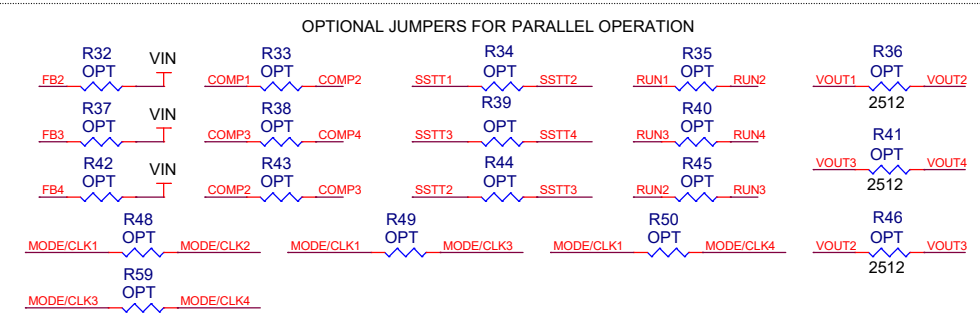 OPTIONAL JUMPERS FOR PARALLEL OPERATION
R32 R33 R34 R35 R36
OPT VIN OPT OPT OPT OPT
FB2 COMP1 COMP2 SSTT1 SSTT2 RUN1 RUN2 VOUT1 VOUT2
2512
R37 R38 R39 R40
OPT VIN OPT OPT OPT
FB3 COMP3 COMP4 SSTT3 SSTT4 RUN3 RUN4
R41
OPT
VOUT3 VOUT4
2512
R42 R43 R44 R45
OPT VIN OPT OPT OPT
FB4 COMP2 COMP3 SSTT2 SSTT3 RUN2 RUN3
R48 R49 R50 R46
OPT OPT OPT OPT
MODE/CLK1 MODE/CLK2 MODE/CLK1 MODE/CLK3 MODE/CLK1 MODE/CLK4 VOUT2 VOUT3
2512
R59
OPT
MODE/CLK3 MODE/CLK4